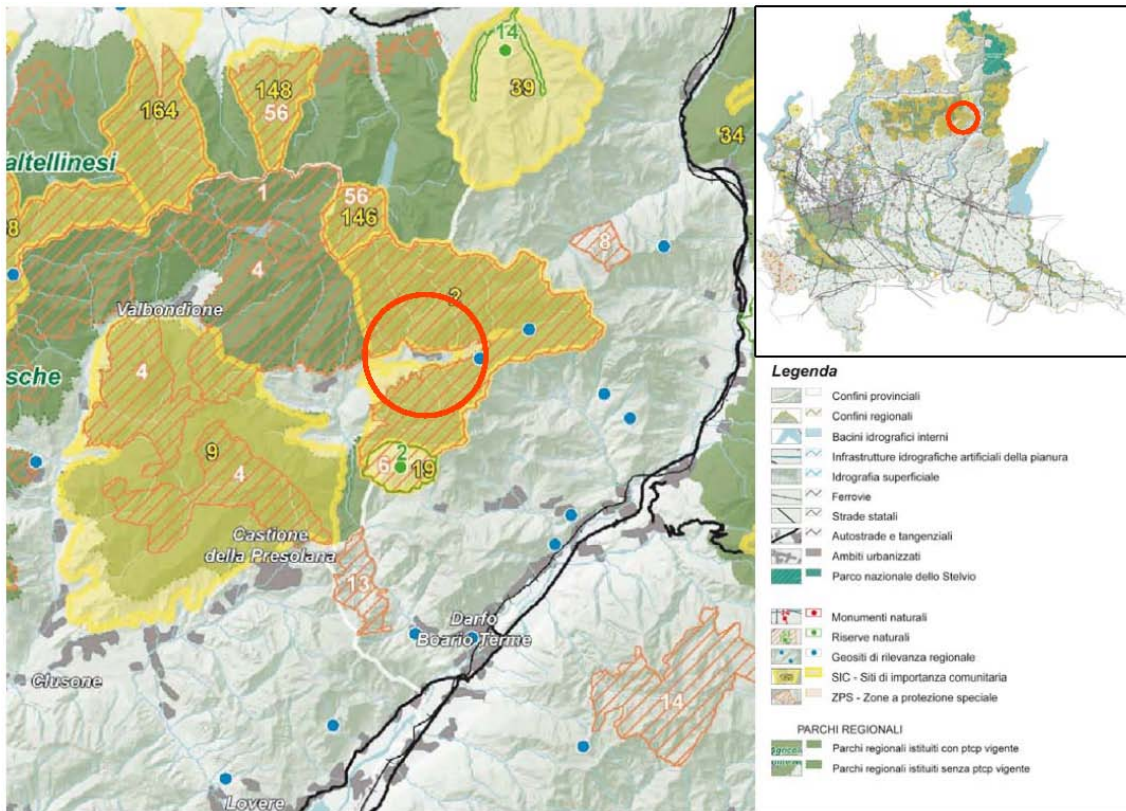 14
39
164
148
56
34
altellinesi
1
56
146
8
8
4
2
Valbondione
sche
4
9
4
6
2
19
Castione
della Presolana
13
Darfo
Boario Terme
Clusone
14
Lovere
Legenda
Confini provinciali
Confini regionali
Bacini idrografici interni
Infrastrutture idrografiche artificiali della pianura
Idrografia superficiale
Ferrovie
Strade statali
Autostrade e tangenziali
Ambiti urbanizzati
Parco nazionale dello Stelvio
Monumenti naturali
Riserve naturali
Geositi di rilevanza regionale
SIC - Siti di importanza comunitaria
ZPS - Zone a protezione speciale
PARCHI REGIONALI
Parchi regionali istituiti con ptcp vigente
Parchi regionali istituiti senza ptcp vigente